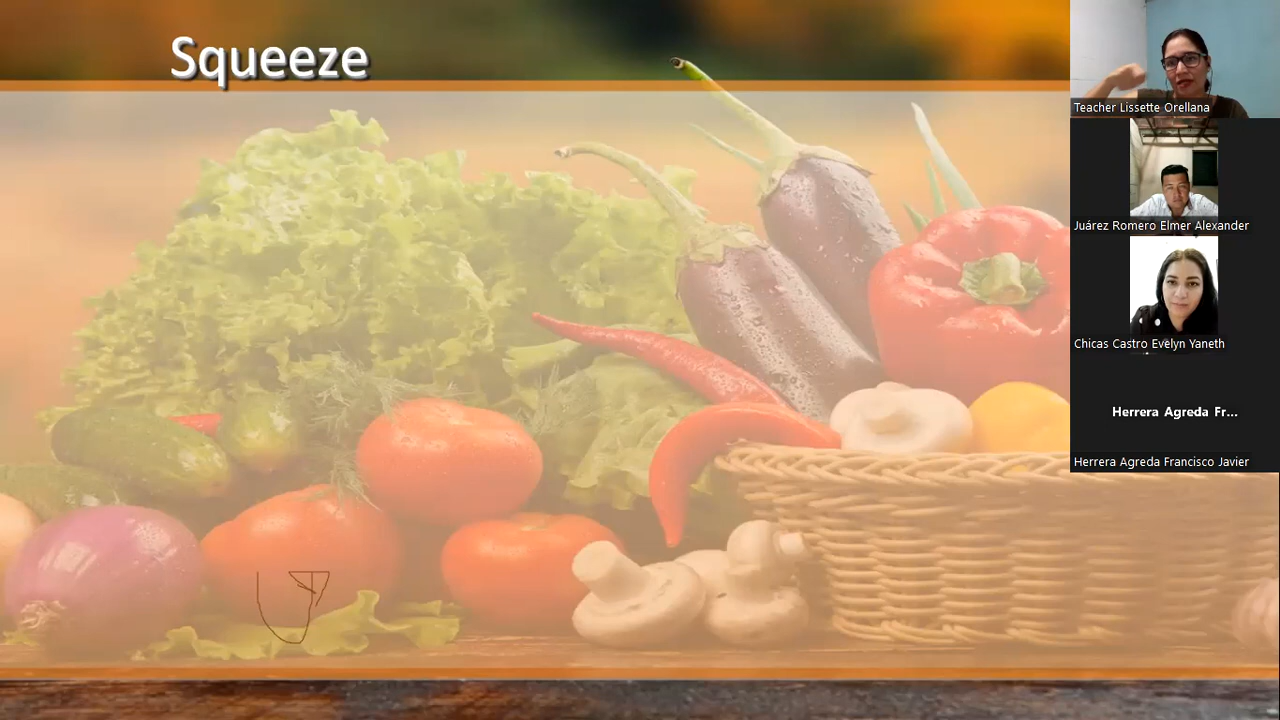 Squeeze
Teacher Lissette Orellana
Juárez Romero Elmer Alexander
Chicas Castro Evelyn Yaneth
Herrera Agreda Fr...
Herrera Agreda Francisco Javier